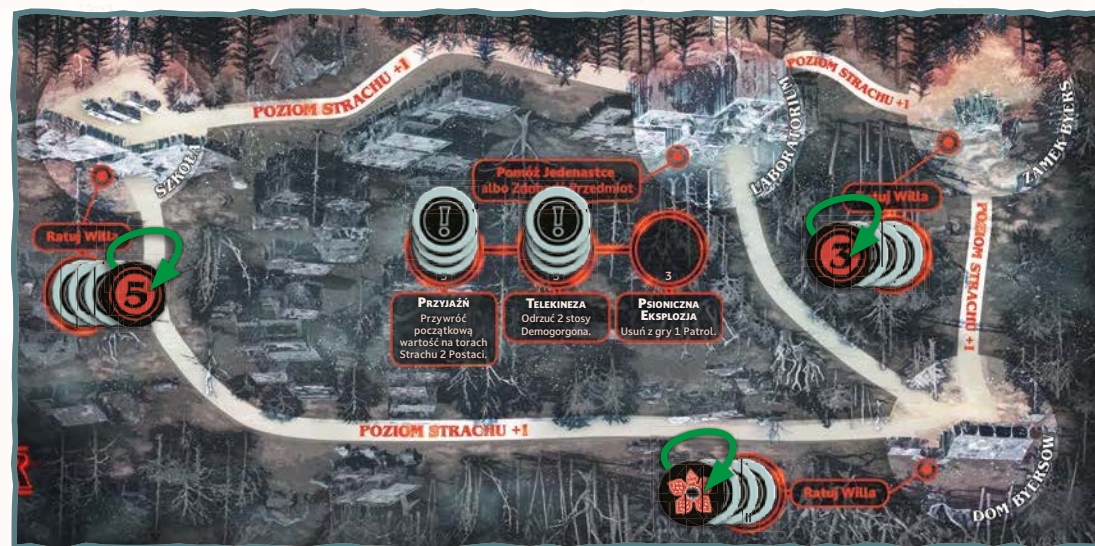 POZIOM STRACHU +1
POZIOM STRACHU +1
SZKOŁA
LABORATORIUM
ZAMEK BYERS
Pomóż Jedenastce
albo Przedmiot
Ratuj Willa
Willa
5
3
3
PRZYJAŹŃ
Przywróć
początkową
wartość na torach
Strachu 2 Postaci.
TELEKINEZA
Odrzuć 2 stosy
Demogorgona.
PSIONICZNA
EKSPLOZJA
Usuń z gry 1 Patrol.
POZIOM STRACHU +1
POZIOM STRACHU +1
Ratuj Willa
DOM BYERSÓW